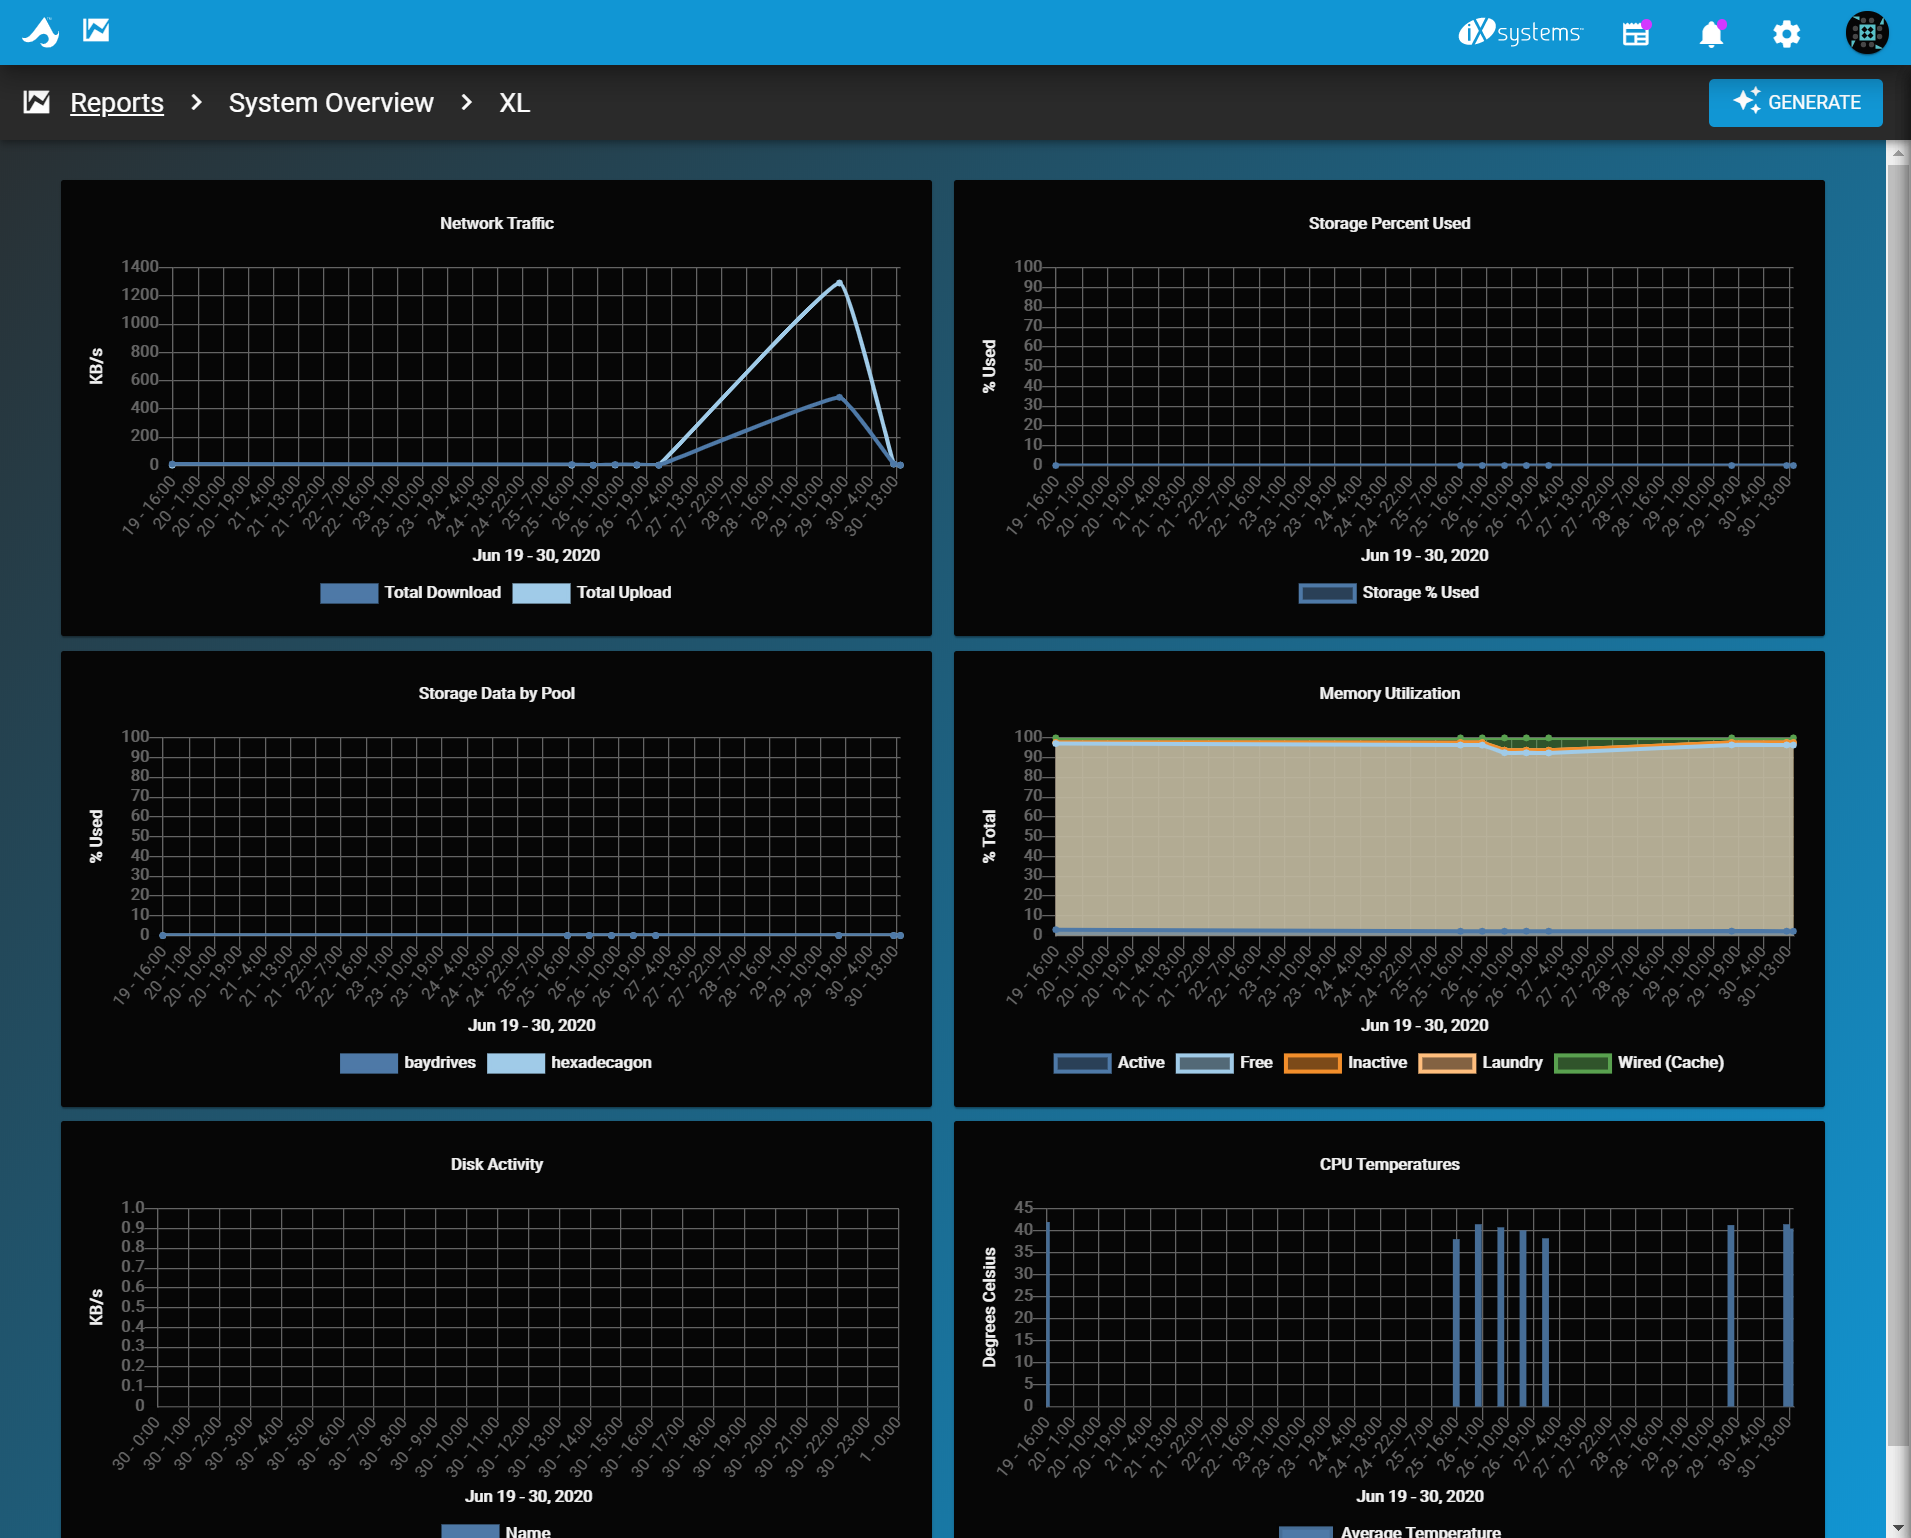 iXsystems
Reports > System Overview > XL
GENERATE
Network Traffic
KB/s
1400
1200
1000
800
600
400
200
0
19 - 16:00
20 - 1:00
20 - 10:00
20 - 19:00
21 - 4:00
21 - 13:00
21 - 22:00
22 - 7:00
22 - 16:00
23 - 1:00
23 - 10:00
23 - 19:00
24 - 4:00
24 - 13:00
24 - 22:00
25 - 7:00
25 - 16:00
26 - 1:00
26 - 10:00
26 - 19:00
27 - 4:00
27 - 13:00
27 - 22:00
28 - 7:00
28 - 16:00
29 - 1:00
29 - 10:00
29 - 19:00
30 - 4:00
30 - 13:00
Jun 19 - 30, 2020
Total Download
Total Upload
Storage Percent Used
% Used
100
90
80
70
60
50
40
30
20
10
0
19 - 16:00
20 - 1:00
20 - 10:00
20 - 19:00
21 - 4:00
21 - 13:00
21 - 22:00
22 - 7:00
22 - 16:00
23 - 1:00
23 - 10:00
23 - 19:00
24 - 4:00
24 - 13:00
24 - 22:00
25 - 7:00
25 - 16:00
26 - 1:00
26 - 10:00
26 - 19:00
27 - 4:00
27 - 13:00
27 - 22:00
28 - 7:00
28 - 16:00
29 - 1:00
29 - 10:00
29 - 19:00
30 - 4:00
30 - 13:00
Jun 19 - 30, 2020
Storage % Used
Storage Data by Pool
% Used
100
90
80
70
60
50
40
30
20
10
0
19 - 16:00
20 - 1:00
20 - 10:00
20 - 19:00
21 - 4:00
21 - 13:00
21 - 22:00
22 - 7:00
22 - 16:00
23 - 1:00
23 - 10:00
23 - 19:00
24 - 4:00
24 - 13:00
24 - 22:00
25 - 7:00
25 - 16:00
26 - 1:00
26 - 10:00
26 - 19:00
27 - 4:00
27 - 13:00
27 - 22:00
28 - 7:00
28 - 16:00
29 - 1:00
29 - 10:00
29 - 19:00
30 - 4:00
30 - 13:00
Jun 19 - 30, 2020
baydrives
hexadecagon
Memory Utilization
% Total
100
90
80
70
60
50
40
30
20
10
0
19 - 16:00
20 - 1:00
20 - 10:00
20 - 19:00
21 - 4:00
21 - 13:00
21 - 22:00
22 - 7:00
22 - 16:00
23 - 1:00
23 - 10:00
23 - 19:00
24 - 4:00
24 - 13:00
24 - 22:00
25 - 7:00
25 - 16:00
26 - 1:00
26 - 10:00
26 - 19:00
27 - 4:00
27 - 13:00
27 - 22:00
28 - 7:00
28 - 16:00
29 - 1:00
29 - 10:00
29 - 19:00
30 - 4:00
30 - 13:00
Jun 19 - 30, 2020
Active
Free
Inactive
Laundry
Wired (Cache)
Disk Activity
KB/s
1.0
0.9
0.8
0.7
0.6
0.5
0.4
0.3
0.2
0.1
0
30 - 0:00
30 - 1:00
30 - 2:00
30 - 3:00
30 - 4:00
30 - 5:00
30 - 6:00
30 - 7:00
30 - 8:00
30 - 9:00
30 - 10:00
30 - 11:00
30 - 12:00
30 - 13:00
30 - 14:00
30 - 15:00
30 - 16:00
30 - 17:00
30 - 18:00
30 - 19:00
30 - 20:00
30 - 21:00
30 - 22:00
30 - 23:00
1 - 0:00
Jun 19 - 30, 2020
Name
CPU Temperatures
Degrees Celsius
45
40
35
30
25
20
15
10
5
0
19 - 16:00
20 - 1:00
20 - 10:00
20 - 19:00
21 - 4:00
21 - 13:00
21 - 22:00
22 - 7:00
22 - 16:00
23 - 1:00
23 - 10:00
23 - 19:00
24 - 4:00
24 - 13:00
24 - 22:00
25 - 7:00
25 - 16:00
26 - 1:00
26 - 10:00
26 - 19:00
27 - 4:00
27 - 13:00
27 - 22:00
28 - 7:00
28 - 16:00
29 - 1:00
29 - 10:00
29 - 19:00
30 - 4:00
30 - 13:00
Jun 19 - 30, 2020
Average Temperature